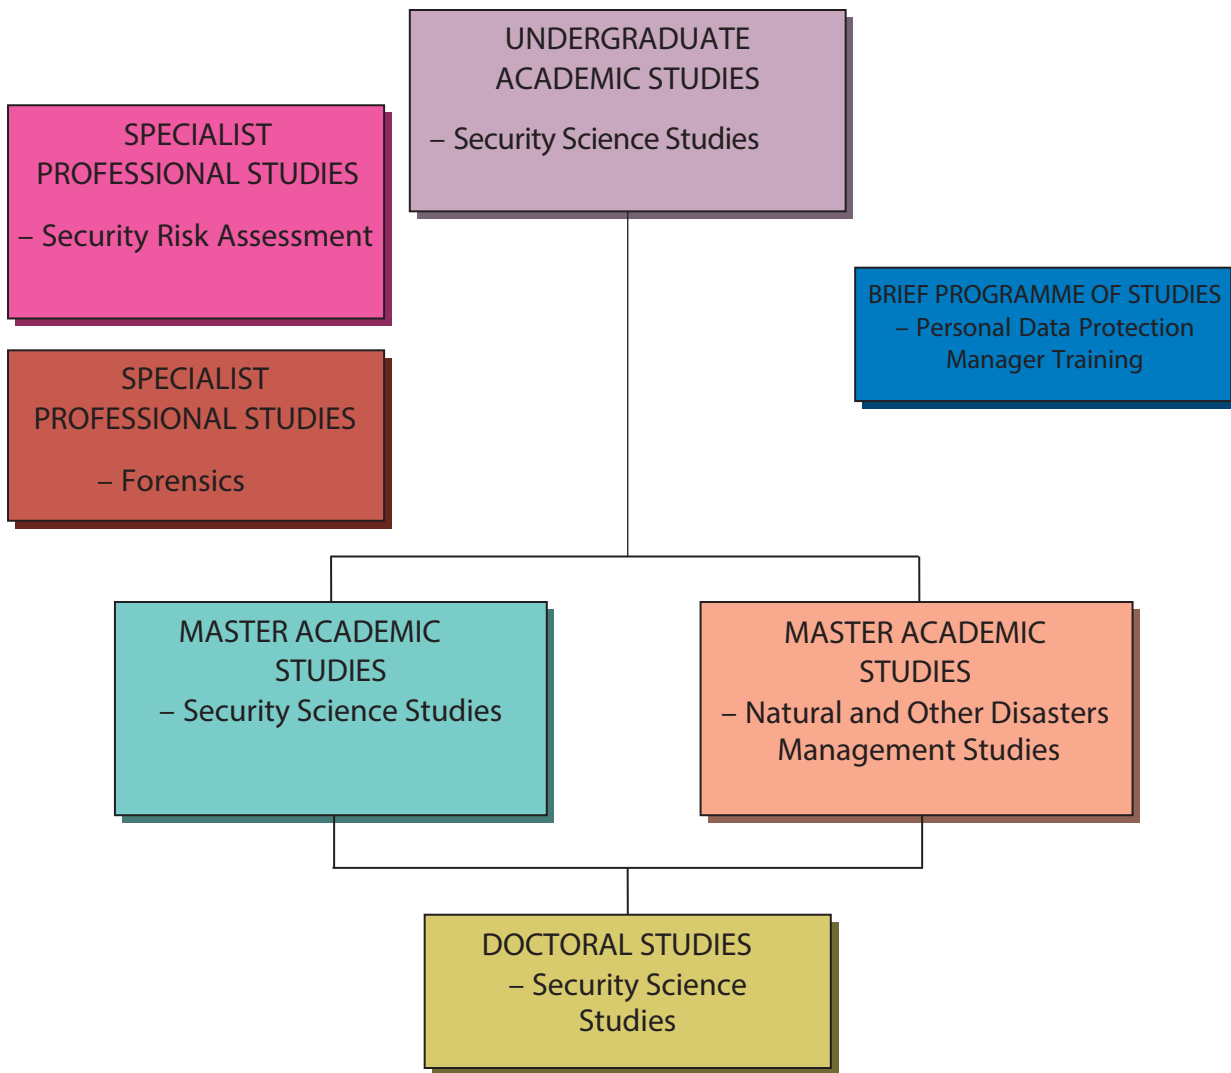 UNDERGRADUATE
ACADEMIC STUDIES
– Security Science Studies
SPECIALIST
PROFESSIONAL STUDIES
– Security Risk Assessment
BRIEF PROGRAMME OF STUDIES
– Personal Data Protection
Manager Training
SPECIALIST
PROFESSIONAL STUDIES
– Forensics
MASTER ACADEMIC
STUDIES
– Security Science Studies
MASTER ACADEMIC
STUDIES
– Natural and Other Disasters
Management Studies
DOCTORAL STUDIES
– Security Science
Studies